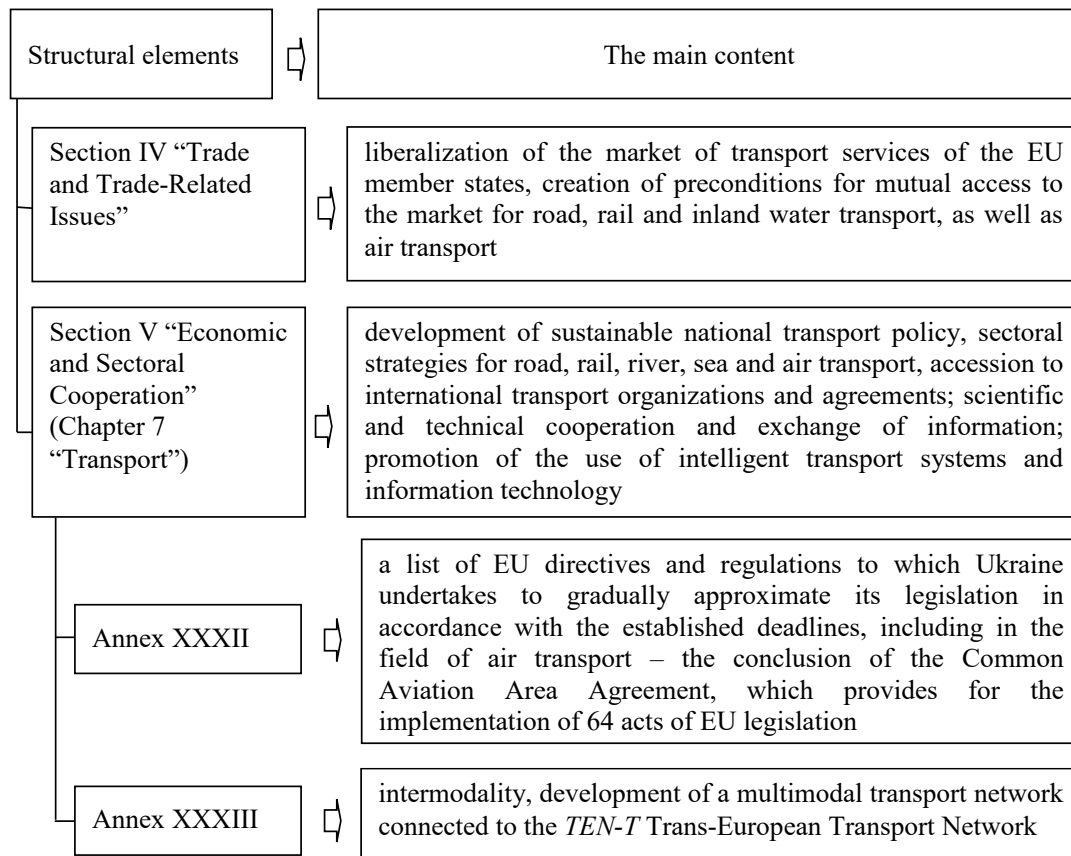 Structural elements
The main content
Section IV “Trade
and Trade-Related
Issues”
liberalization of the market of transport services of the EU
member states, creation of preconditions for mutual access to
the market for road, rail and inland water transport, as well as
air transport
Section V “Economic
and Sectoral
Cooperation”
(Chapter 7
“Transport”)
development of sustainable national transport policy, sectoral
strategies for road, rail, river, sea and air transport, accession to
international transport organizations and agreements; scientific
and technical cooperation and exchange of information;
promotion of the use of intelligent transport systems and
information technology
Annex XXXII
a list of EU directives and regulations to which Ukraine
undertakes to gradually approximate its legislation in
accordance with the established deadlines, including in the
field of air transport – the conclusion of the Common
Aviation Area Agreement, which provides for the
implementation of 64 acts of EU legislation
Annex XXXIII
intermodality, development of a multimodal transport network
connected to the TEN-T Trans-European Transport Network